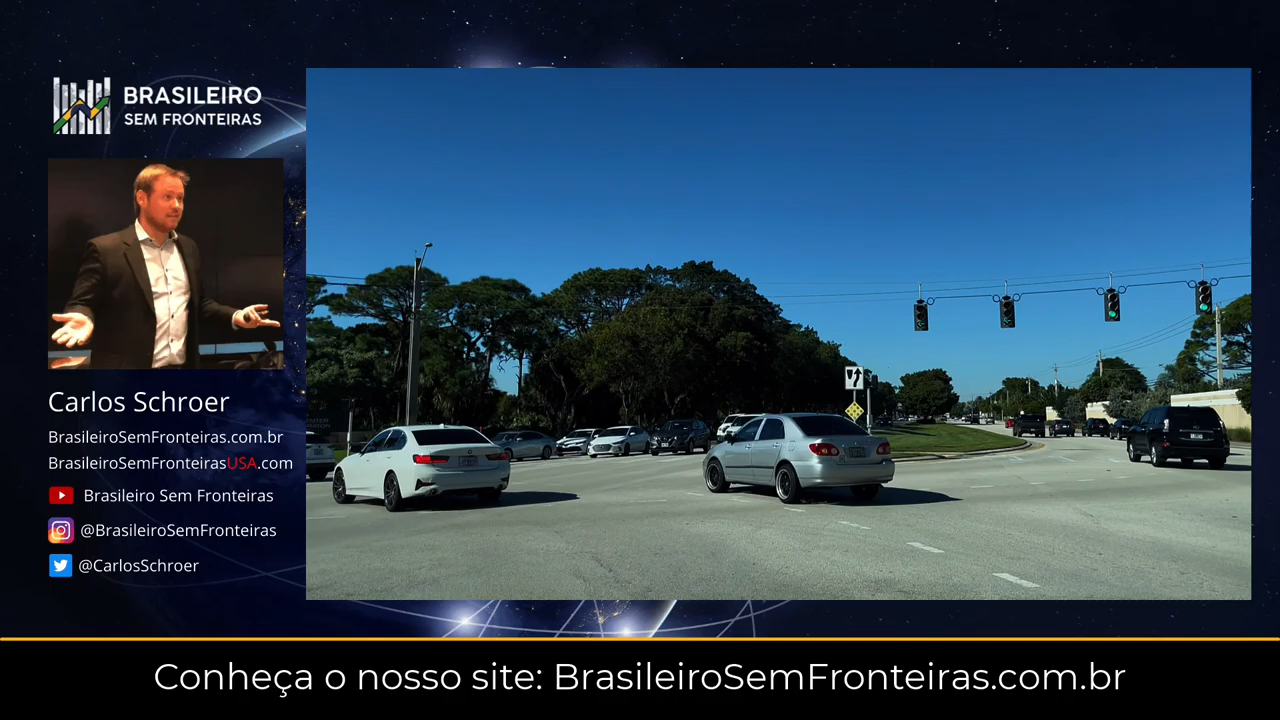 BRASILEIRO
SEM FRONTEIRAS
Carlos Schroer
BrasileiroSemFronteiras.com.br
BrasileiroSemFronteirasUSA.com
Brasileiro Sem Fronteiras
@BrasileiroSemFronteiras
@CarlosSchroer
Conheça o nosso site: BrasileiroSemFronteiras.com.br